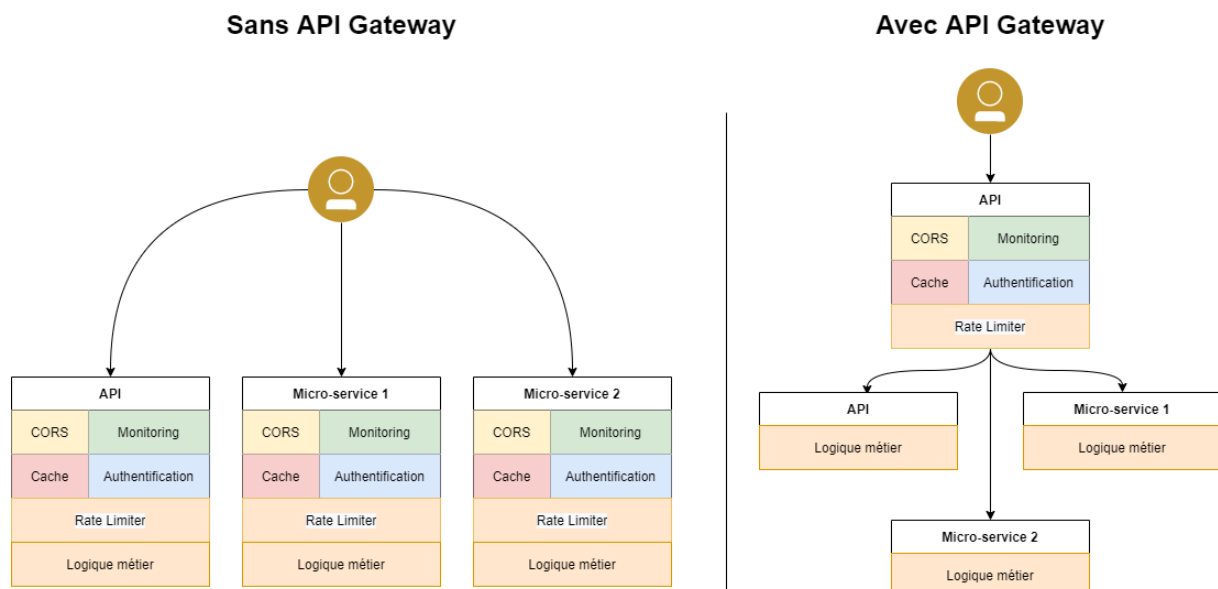 Sans API Gateway
API
CORS
Monitoring
Cache
Authentification
Rate Limiter
Logique métier
Micro-service 1
CORS
Monitoring
Cache
Authentification
Rate Limiter
Logique métier
Micro-service 2
CORS
Monitoring
Cache
Authentification
Rate Limiter
Logique métier
Avec API Gateway
API
CORS
Monitoring
Cache
Authentification
Rate Limiter
API
Logique métier
Micro-service 1
Logique métier
Micro-service 2
Logique métier